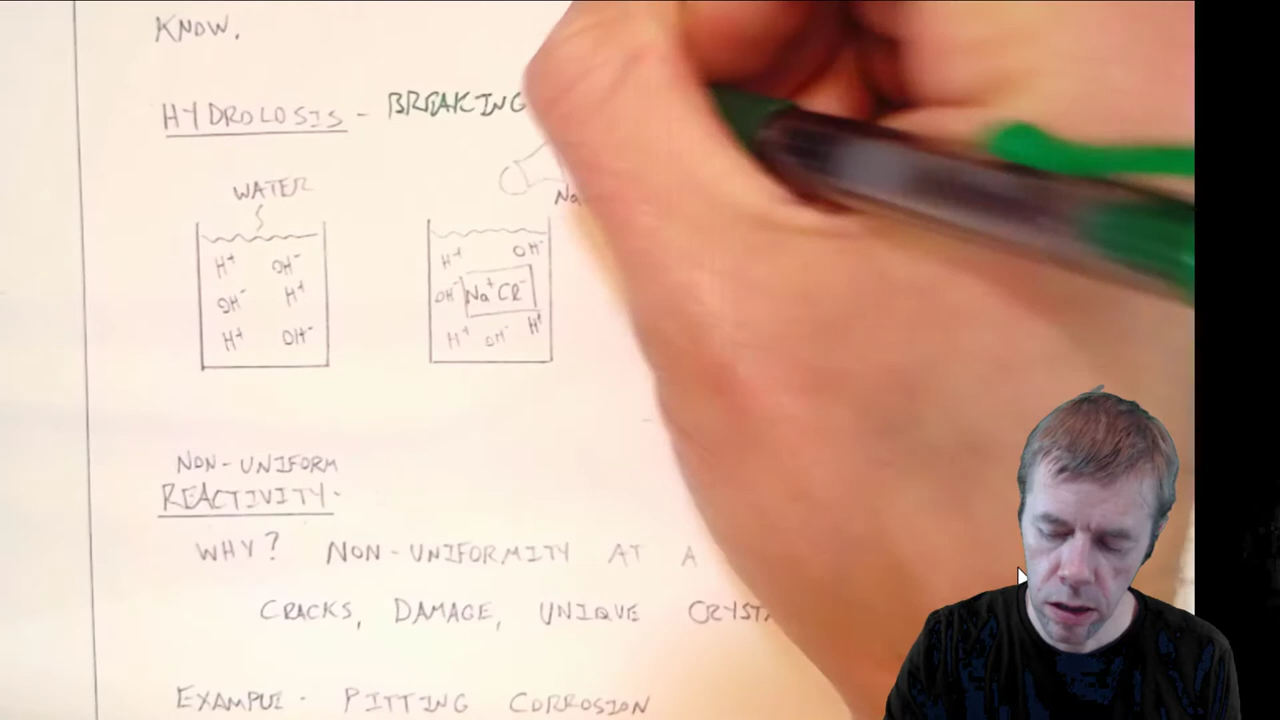 KNOW.
HYDROLOSIS - BREAKING
WATER
Na
H+ OH-
OH- H+
H+ OH-
H+ OH-
OH- Na+ Cl-
H+ OH- H+
NON-UNIFORM
REACTIVITY-
WHY? NON-UNIFORMITY AT A
CRACKS, DAMAGE, UNIQUE
EXAMPLE - PITTING CORROSION